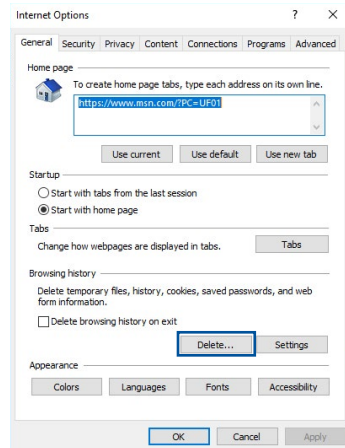 Internet Options ? X
General Security Privacy Content Connections Programs Advanced
Home page
To create home page tabs, type each address on its own line.
https://www.msn.com/?PC=UF01
Use current Use default Use new tab
Startup
Start with tabs from the last session
Start with home page
Tabs
Change how webpages are displayed in tabs. Tabs
Browsing history
Delete temporary files, history, cookies, saved passwords, and web
form information.
Delete browsing history on exit
Delete... Settings
Appearance
Colors Languages Fonts Accessibility
OK Cancel Apply